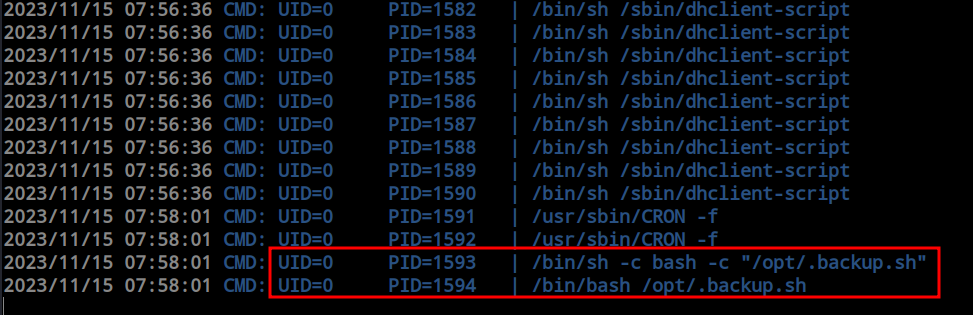 2023/11/15 07:56:36 CMD: UID=0 PID=1582 | /bin/sh /sbin/dhclient-script
2023/11/15 07:56:36 CMD: UID=0 PID=1583 | /bin/sh /sbin/dhclient-script
2023/11/15 07:56:36 CMD: UID=0 PID=1584 | /bin/sh /sbin/dhclient-script
2023/11/15 07:56:36 CMD: UID=0 PID=1585 | /bin/sh /sbin/dhclient-script
2023/11/15 07:56:36 CMD: UID=0 PID=1586 | /bin/sh /sbin/dhclient-script
2023/11/15 07:56:36 CMD: UID=0 PID=1587 | /bin/sh /sbin/dhclient-script
2023/11/15 07:56:36 CMD: UID=0 PID=1588 | /bin/sh /sbin/dhclient-script
2023/11/15 07:56:36 CMD: UID=0 PID=1589 | /bin/sh /sbin/dhclient-script
2023/11/15 07:56:36 CMD: UID=0 PID=1590 | /bin/sh /sbin/dhclient-script
2023/11/15 07:58:01 CMD: UID=0 PID=1591 | /usr/sbin/CRON -f
2023/11/15 07:58:01 CMD: UID=0 PID=1592 | /usr/sbin/CRON -f
2023/11/15 07:58:01 CMD: UID=0 PID=1593 | /bin/sh -c bash -c "/opt/.backup.sh"
2023/11/15 07:58:01 CMD: UID=0 PID=1594 | /bin/bash /opt/.backup.sh